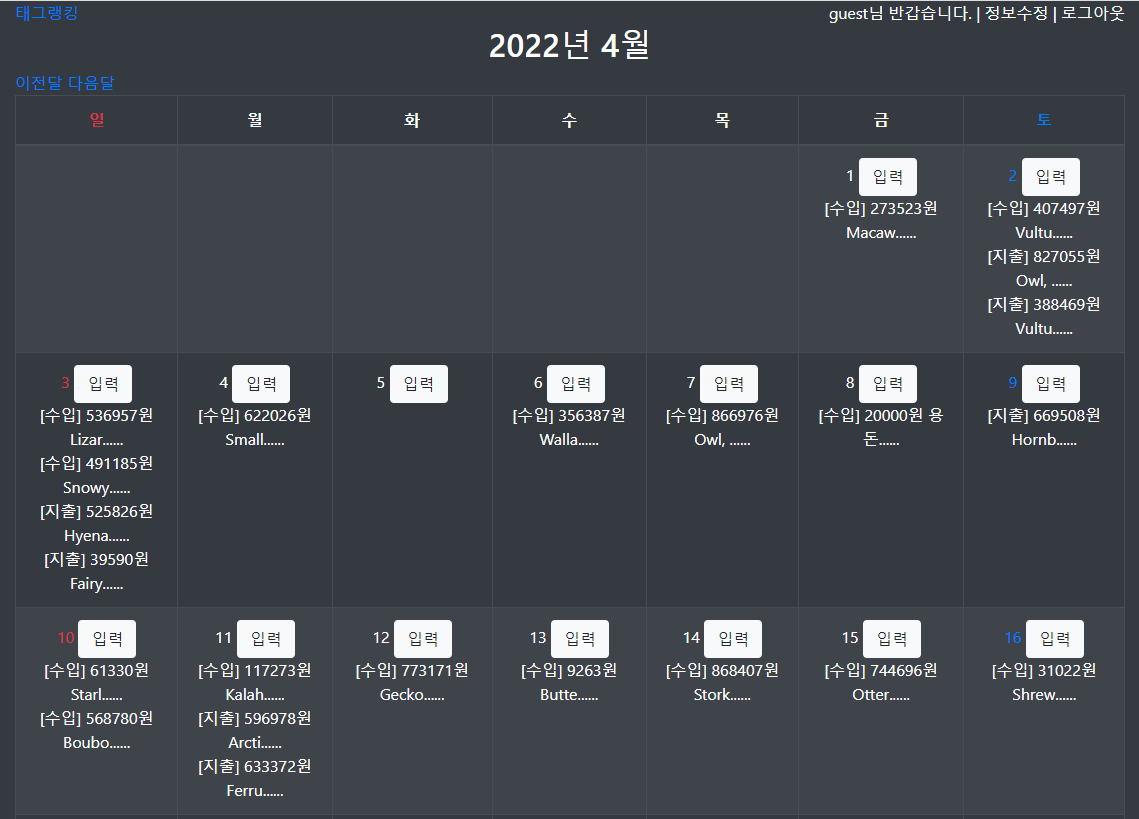 태그랭킹
guest님 반갑습니다. | 정보수정 | 로그아웃
2022년 4월
이전달 다음달
일 월 화 수 목 금 토
1 입력
[수입] 273523원
Macaw......
2 입력
[수입] 407497원
Vultu......
[지출] 827055원
Owl, ......
[지출] 388469원
Vultu......
3 입력
[수입] 536957원
Lizar......
[수입] 491185원
Snowy......
[지출] 525826원
Hyena......
[지출] 39590원
Fairy......
4 입력
[수입] 622026원
Small......
5 입력
6 입력
[수입] 356387원
Walla......
7 입력
[수입] 866976원
Owl, ......
8 입력
[수입] 20000원 용
돈......
9 입력
[지출] 669508원
Hornb......
10 입력
[수입] 61330원
Starl......
[수입] 568780원
Boubo......
11 입력
[수입] 117273원
Kalah......
[지출] 596978원
Arcti......
[지출] 633372원
Ferru......
12 입력
[수입] 773171원
Gecko......
13 입력
[수입] 9263원
Butte......
14 입력
[수입] 868407원
Stork......
15 입력
[수입] 744696원
Otter......
16 입력
[수입] 31022원
Shrew......